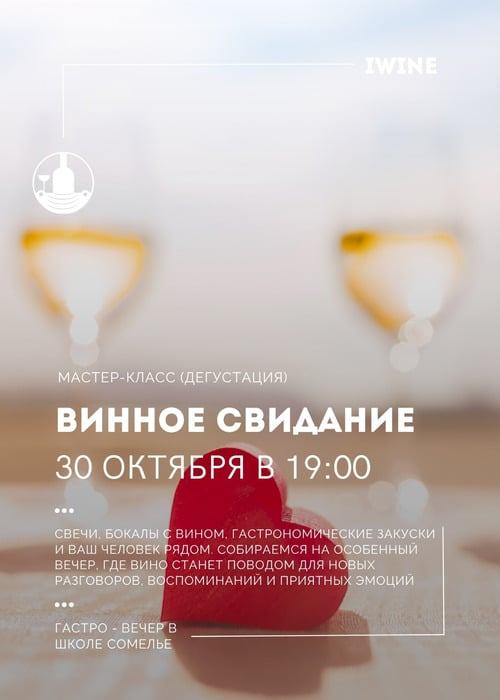 IWINE
МАСТЕР-КЛАСС (ДЕГУСТАЦИЯ)
ВИННОЕ СВИДАНИЕ
30 ОКТЯБРЯ В 19:00
СВЕЧИ, БОКАЛЫ С ВИНОМ, ГАСТРОНОМИЧЕСКИЕ ЗАКУСКИ
И ВАШ ЧЕЛОВЕК РЯДОМ. СОБИРАЕМСЯ НА ОСОБЕННЫЙ
ВЕЧЕР, ГДЕ ВИНО СТАНЕТ ПОВОДОМ ДЛЯ НОВЫХ
РАЗГОВОРОВ, ВОСПОМИНАНИЙ И ПРИЯТНЫХ ЭМОЦИЙ
ГАСТРО - ВЕЧЕР В
ШКОЛЕ СОМЕЛЬЕ